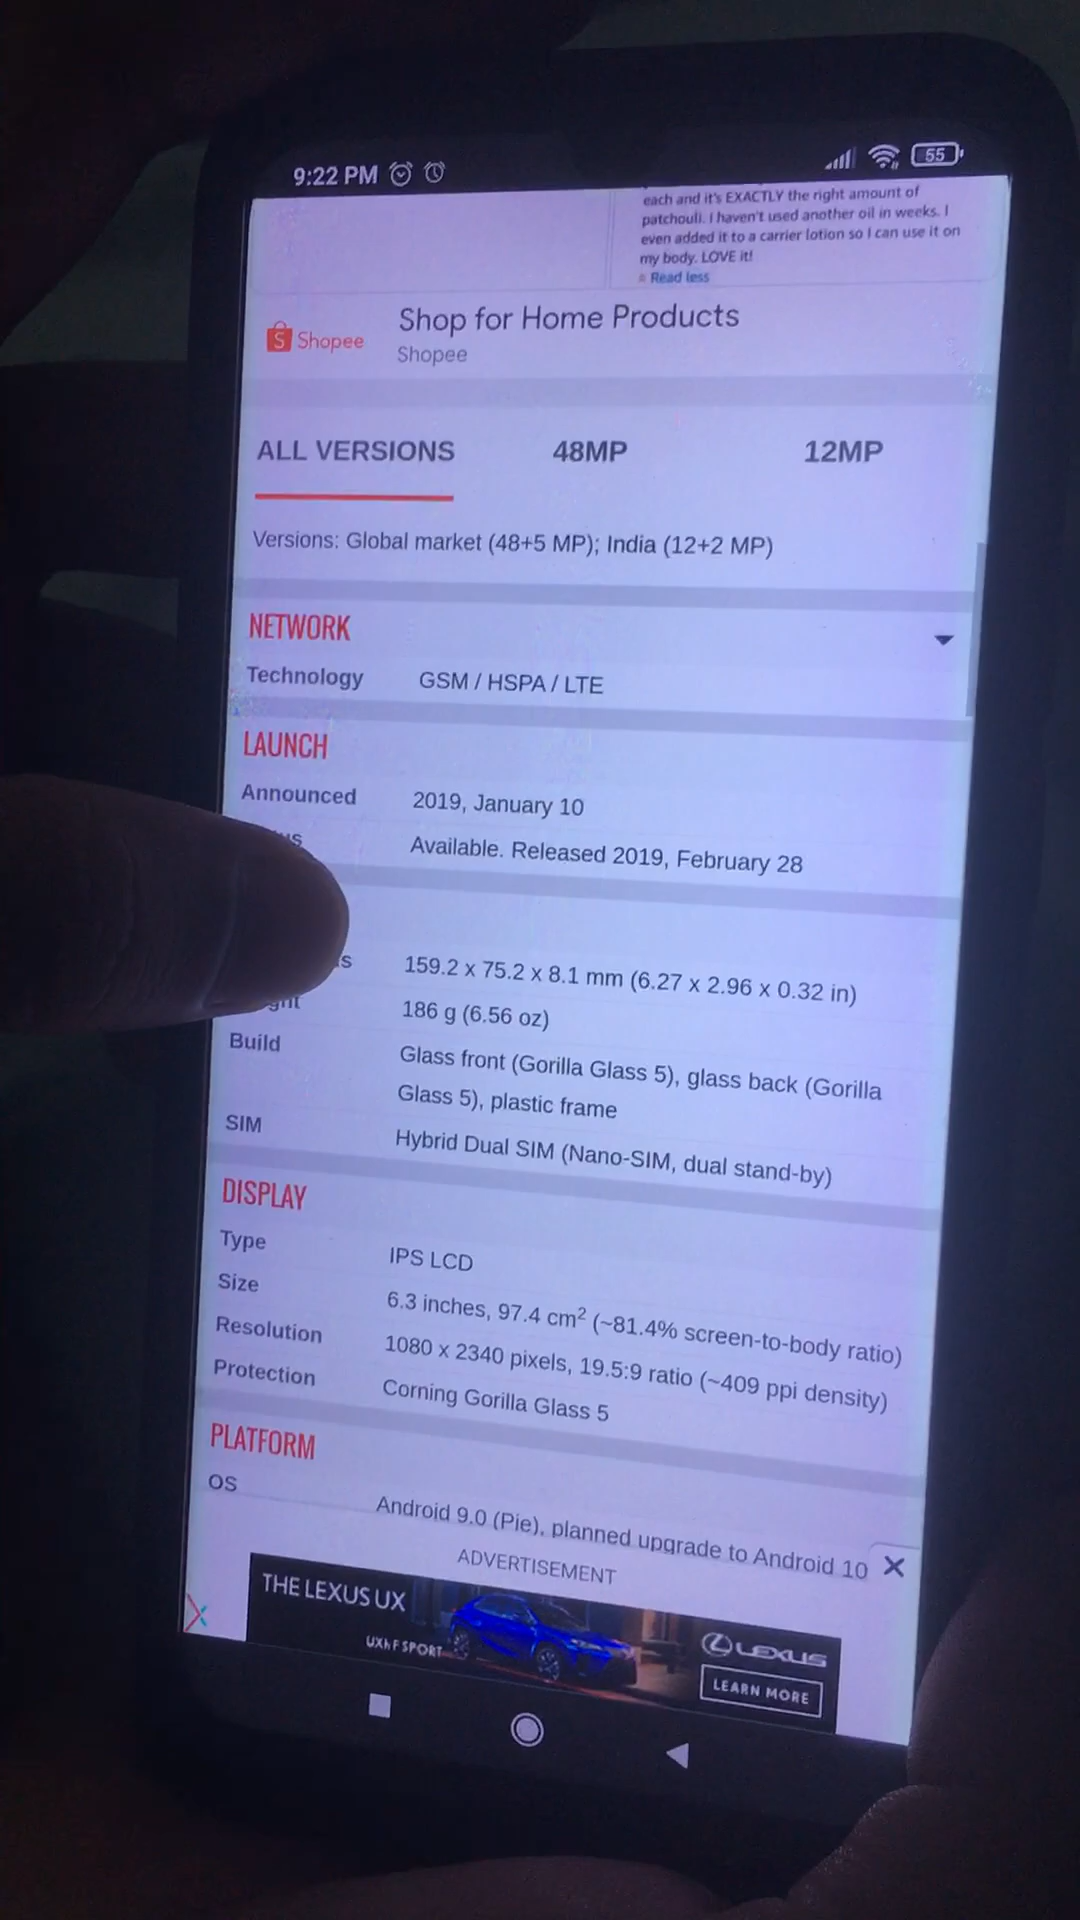 9:22 PM
55
each and it's EXACTLY the right amount of
patchouli. I haven't used another oil in weeks. I
even added it to a carrier lotion so I can use it on
my body. LOVE it!
Read less
Shopee
Shop for Home Products
Shopee
ALL VERSIONS 48MP 12MP
Versions: Global market (48+5 MP); India (12+2 MP)
NETWORK
Technology GSM / HSPA / LTE
LAUNCH
Announced 2019, January 10
Available. Released 2019, February 28
159.2 x 75.2 x 8.1 mm (6.27 x 2.96 x 0.32 in)
186 g (6.56 oz)
Build Glass front (Gorilla Glass 5), glass back (Gorilla
Glass 5), plastic frame
SIM Hybrid Dual SIM (Nano-SIM, dual stand-by)
DISPLAY
Type IPS LCD
Size 6.3 inches, 97.4 cm² (~81.4% screen-to-body ratio)
Resolution 1080 x 2340 pixels, 19.5:9 ratio (~409 ppi density)
Protection Corning Gorilla Glass 5
PLATFORM
OS Android 9.0 (Pie), planned upgrade to Android 10
ADVERTISEMENT
THE LEXUS UX
F SPORT
LEXUS
LEARN MORE